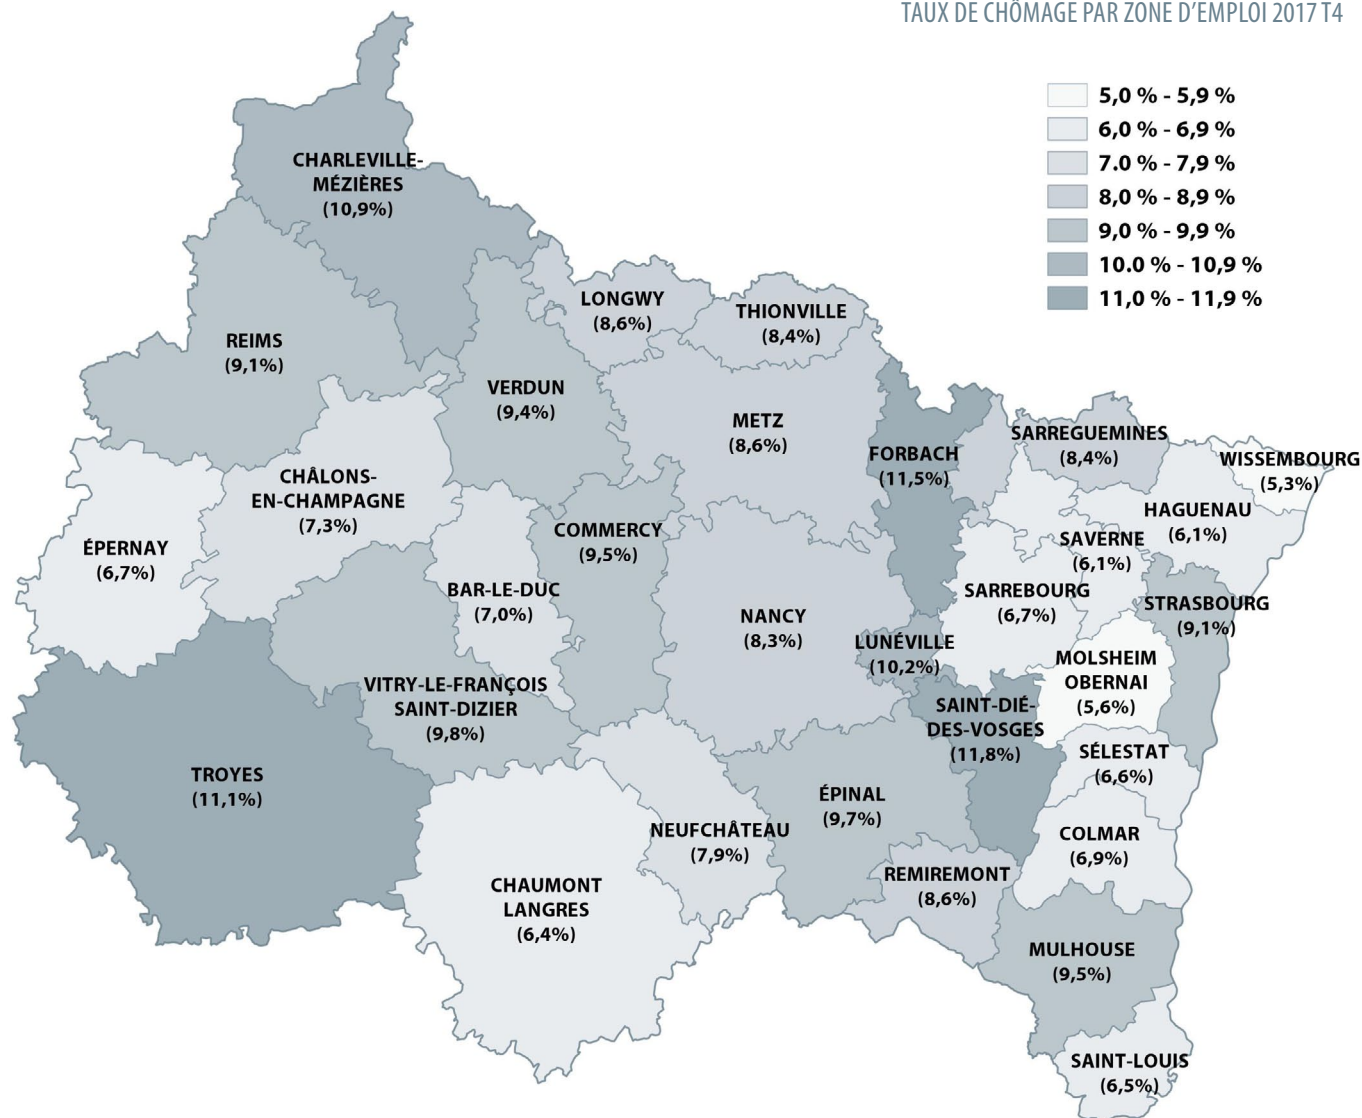 TAUX DE CHÔMAGE PAR ZONE D'EMPLOI 2017 T4
5,0 % - 5,9 %
6,0 % - 6,9 %
7.0 % - 7,9 %
8,0 % - 8,9 %
9,0 % - 9,9 %
10.0 % - 10,9 %
11,0 % - 11,9 %
CHARLEVILLE-
MÉZIÈRES
(10,9%)
REIMS
(9,1%)
LONGWY
(8,6%)
THIONVILLE
(8,4%)
VERDUN
(9,4%)
METZ
(8,6%)
FORBACH
(11,5%)
SARREGUEMINES
(8,4%)
WISSEMBOURG
(5,3%)
HAGUENAU
(6,1%)
CHÂLONS-
EN-CHAMPAGNE
(7,3%)
ÉPERNAY
(6,7%)
COMMERCY
(9,5%)
SAVERNE
(6,1%)
BAR-LE-DUC
(7,0%)
NANCY
(8,3%)
SARREBOURG
(6,7%)
STRASBOURG
(9,1%)
LUNÉVILLE
(10,2%)
MOLSHEIM
OBERNAI
(5,6%)
VITRY-LE-FRANÇOIS
SAINT-DIZIER
(9,8%)
SAINT-DIÉ-
DES-VOSGES
(11,8%)
TROYES
(11,1%)
SÉLESTAT
(6,6%)
ÉPINAL
(9,7%)
NEUFCHÂTEAU
(7,9%)
COLMAR
(6,9%)
CHAUMONT
LANGRES
(6,4%)
REMIREMONT
(8,6%)
MULHOUSE
(9,5%)
SAINT-LOUIS
(6,5%)